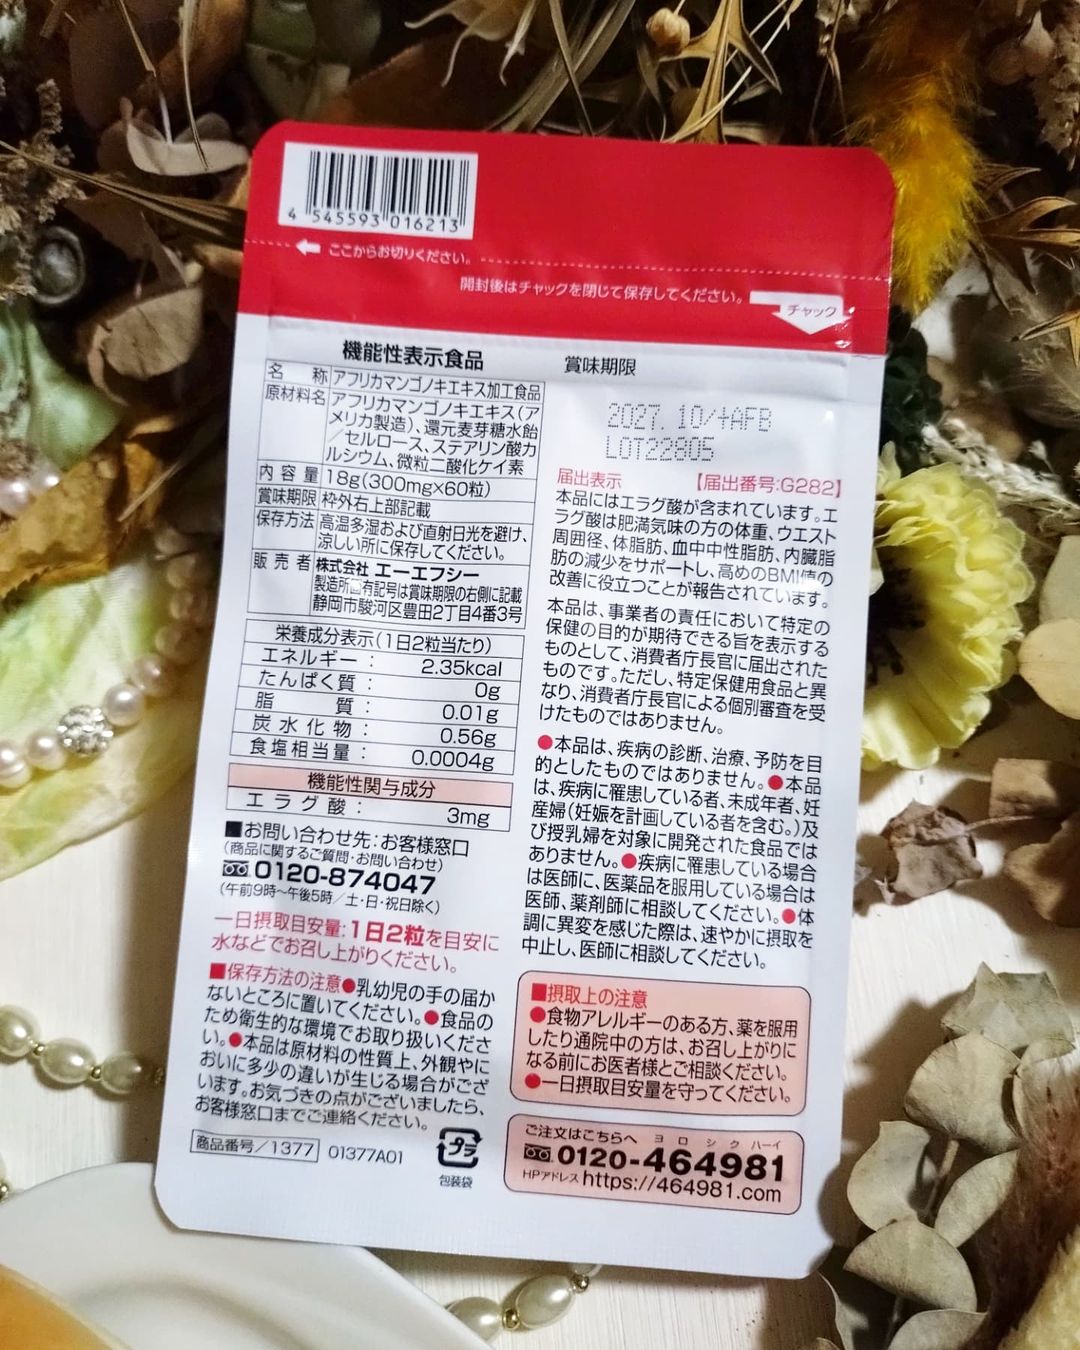 4 545593 016213
ここからお切りください。
開封後はチャックを閉じて保存してください。
チャック
機能性表示食品
名 称 アフリカマンゴノキエキス加工食品
原材料名 アフリカマンゴノキエキス(ア
メリカ製造)、還元麦芽糖水飴
/セルロース、ステアリン酸カ
ルシウム、微粒二酸化ケイ素
内容量 18g(300mg×60粒)
賞味期限 枠外右上部記載
保存方法 高温多湿および直射日光を避け、
涼しい所に保存してください。
販売者 株式会社 エーエフシー
製造所固有記号は賞味期限の右側に記載
静岡市駿河区豊田2丁目4番3号
栄養成分表示(1日2粒当たり)
エネルギー: 2.35kcal
たんぱく質: 0g
脂質: 0.01g
炭水化物: 0.56g
食塩相当量: 0.0004g
機能性関与成分
エラグ酸: 3mg
■お問い合わせ先:お客様窓口
(商品に関するご質問・お問い合わせ)
0120-874047
(午前9時~午後5時/土・日・祝日除く)
一日摂取目安量:1日2粒を目安に
水などでお召し上がりください。
■保存方法の注意●乳幼児の手の届か
ないところに置いてください。●食品の
ため衛生的な環境でお取り扱いくださ
い。●本品は原材料の性質上、外観やに
おいに多少の違いが生じる場合がござ
います。お気づきの点がございましたら、
お客様窓口までご連絡ください。
商品番号/1377 01377A01
プラ
包装袋
賞味期限
2027. 10/+AFB
LOT22805
届出表示 【届出番号:G282】
本品にはエラグ酸が含まれています。エ
ラグ酸は肥満気味の方の体重、ウエスト
周囲径、体脂肪、血中中性脂肪、内臓脂
肪の減少をサポートし、高めのBMI値の
改善に役立つことが報告されています。
本品は、事業者の責任において特定の
保健の目的が期待できる旨を表示する
ものとして、消費者庁長官に届出された
ものです。ただし、特定保健用食品と異
なり、消費者庁長官による個別審査を受
けたものではありません。
●本品は、疾病の診断、治療、予防を目
的としたものではありません。●本品
は、疾病に罹患している者、未成年者、妊
産婦(妊娠を計画している者を含む。)及
び授乳婦を対象に開発された食品では
ありません。●疾病に罹患している場合
は医師に、医薬品を服用している場合は
医師、薬剤師に相談してください。●体
調に異変を感じた際は、速やかに摂取を
中止し、医師に相談してください。
■摂取上の注意
●食物アレルギーのある方、薬を服用
したり通院中の方は、お召し上がりに
なる前にお医者様とご相談ください。
●一日摂取目安量を守ってください。
ご注文はこちらへ ヨロシクハーイ
0120-464981
HPアドレス https://464981.com